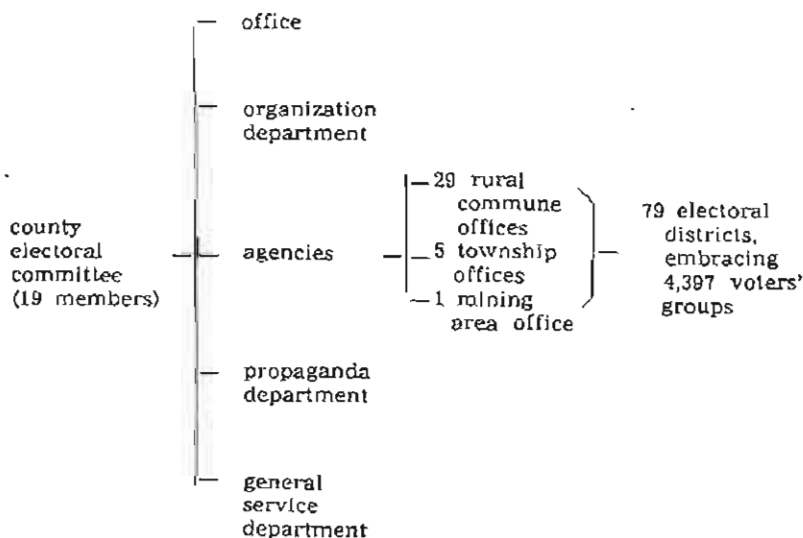 county
electoral
committee
(19 members)
office
organization
department
agencies
propaganda
department
general
service
department
29 rural
commune
offices
5 township
offices
1 mining
area office
79 electoral
districts,
embracing
4,397 voters'
groups